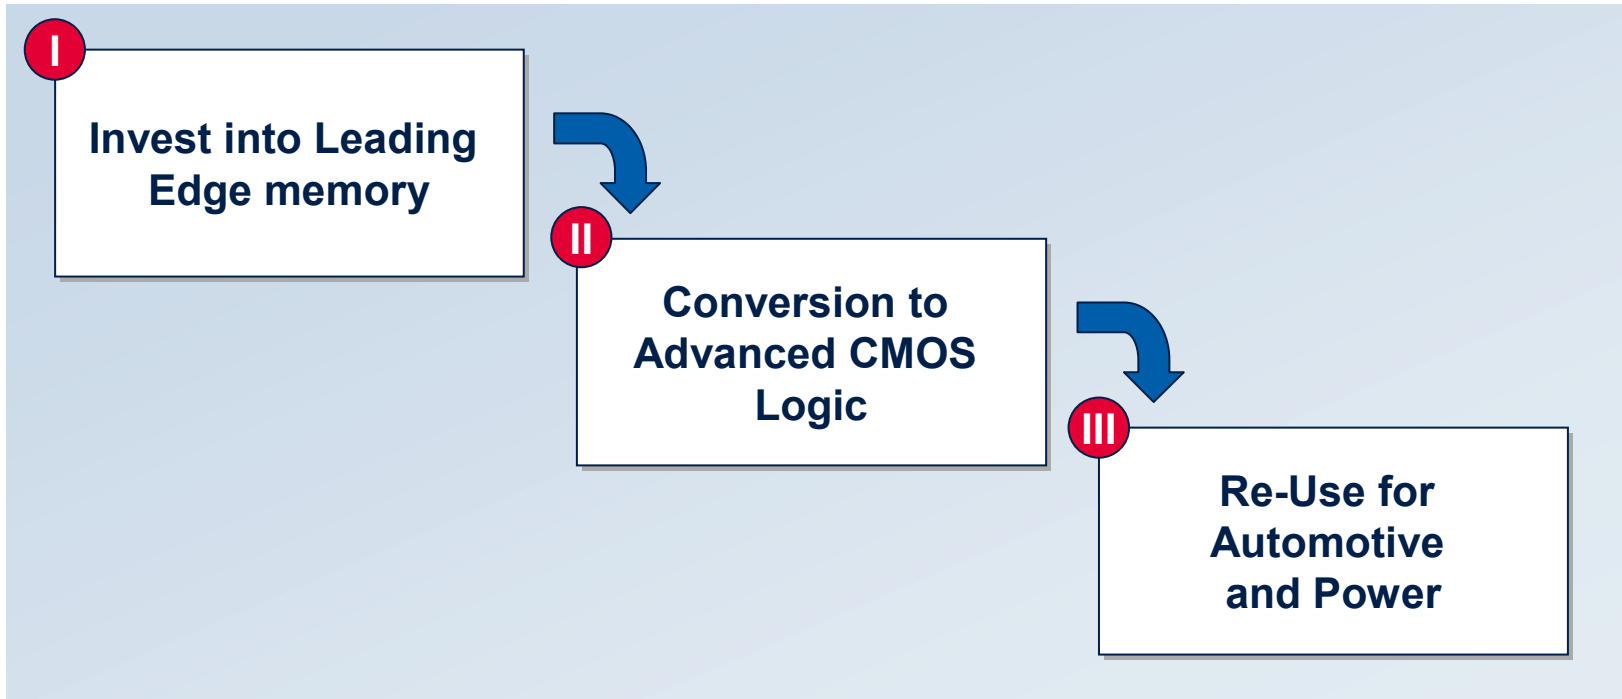 I
Invest into Leading
Edge memory
II
Conversion to
Advanced CMOS
Logic
III
Re-Use for
Automotive
and Power